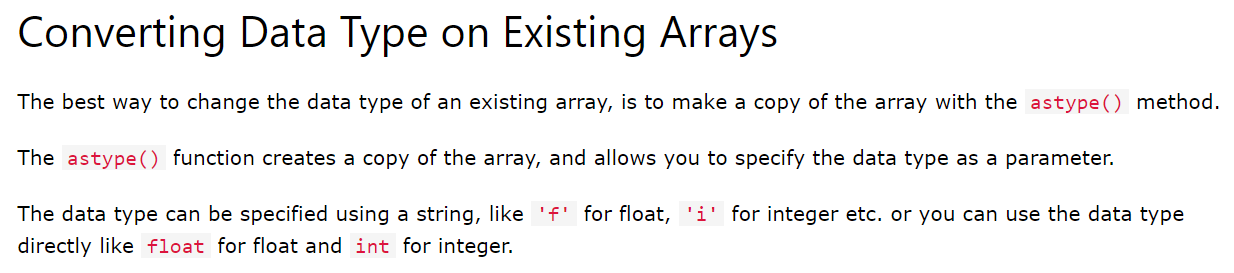 Converting Data Type on Existing Arrays
The best way to change the data type of an existing array, is to make a copy of the array with the astype() method.
The astype() function creates a copy of the array, and allows you to specify the data type as a parameter.
The data type can be specified using a string, like 'f' for float, 'i' for integer etc. or you can use the data type
directly like float for float and int for integer.